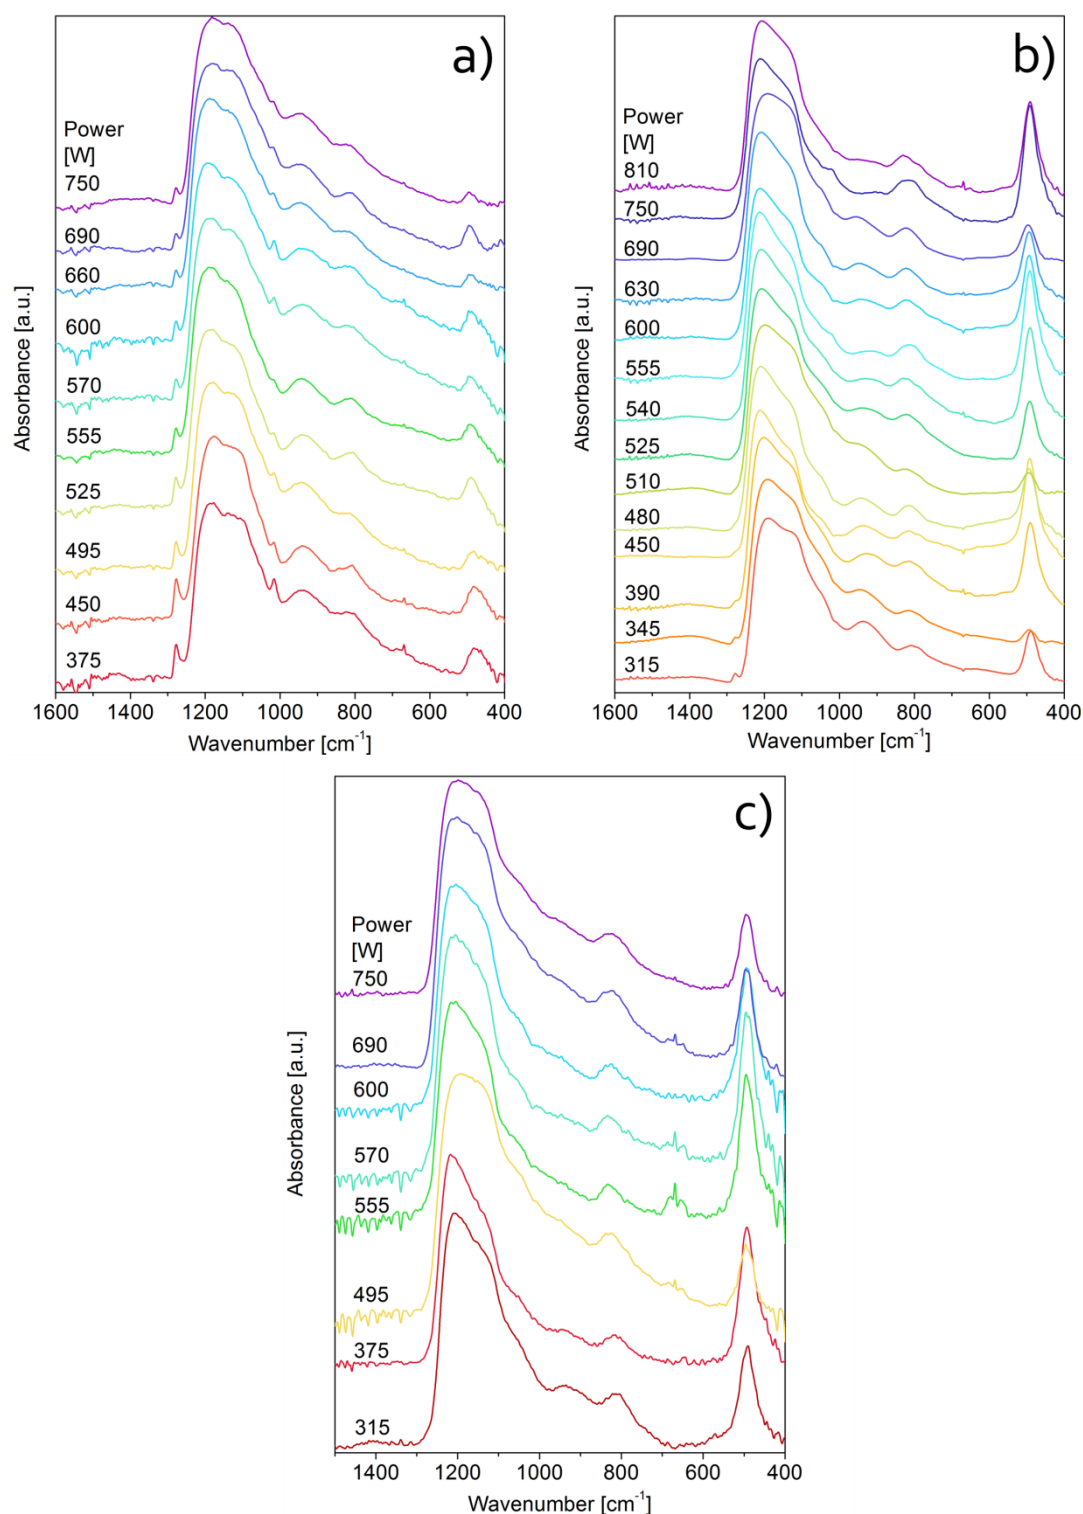 a)
Power
[W]
750
690
660
600
570
555
525
495
450
375
Absorbance [a.u.]
1600 1400 1200 1000 800 600 400
Wavenumber [cm⁻¹]
b)
Power
[W]
810
750
690
630
600
555
540
525
510
480
450
390
345
315
Absorbance [a.u.]
1600 1400 1200 1000 800 600 400
Wavenumber [cm⁻¹]
c)
Power
[W]
750
690
600
570
555
495
375
315
Absorbance [a.u.]
1400 1200 1000 800 600 400
Wavenumber [cm⁻¹]